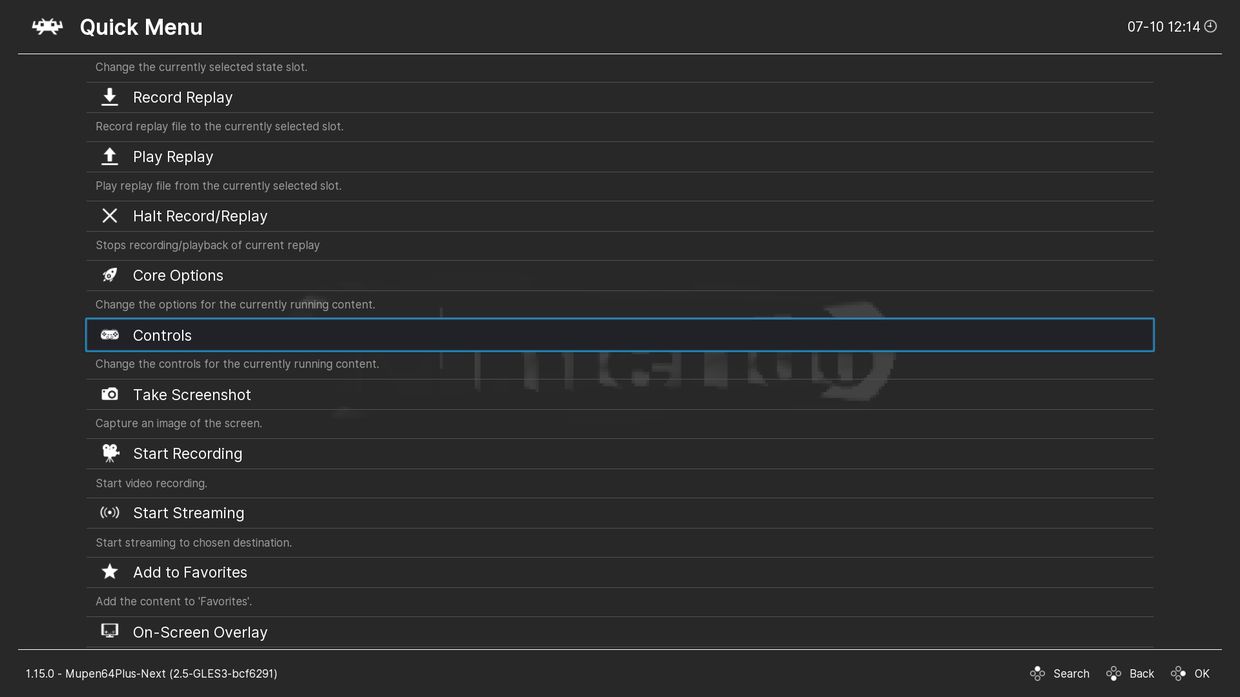 Quick Menu
07-10 12:14
Change the currently selected state slot.
Record Replay
Record replay file to the currently selected slot.
Play Replay
Play replay file from the currently selected slot.
Halt Record/Replay
Stops recording/playback of current replay
Core Options
Change the options for the currently running content.
Controls
Change the controls for the currently running content.
Take Screenshot
Capture an image of the screen.
Start Recording
Start video recording.
Start Streaming
Start streaming to chosen destination.
Add to Favorites
Add the content to 'Favorites'.
On-Screen Overlay
1.15.0 - Mupen64Plus-Next (2.5-GLES3-bcf6291)
Search Back OK